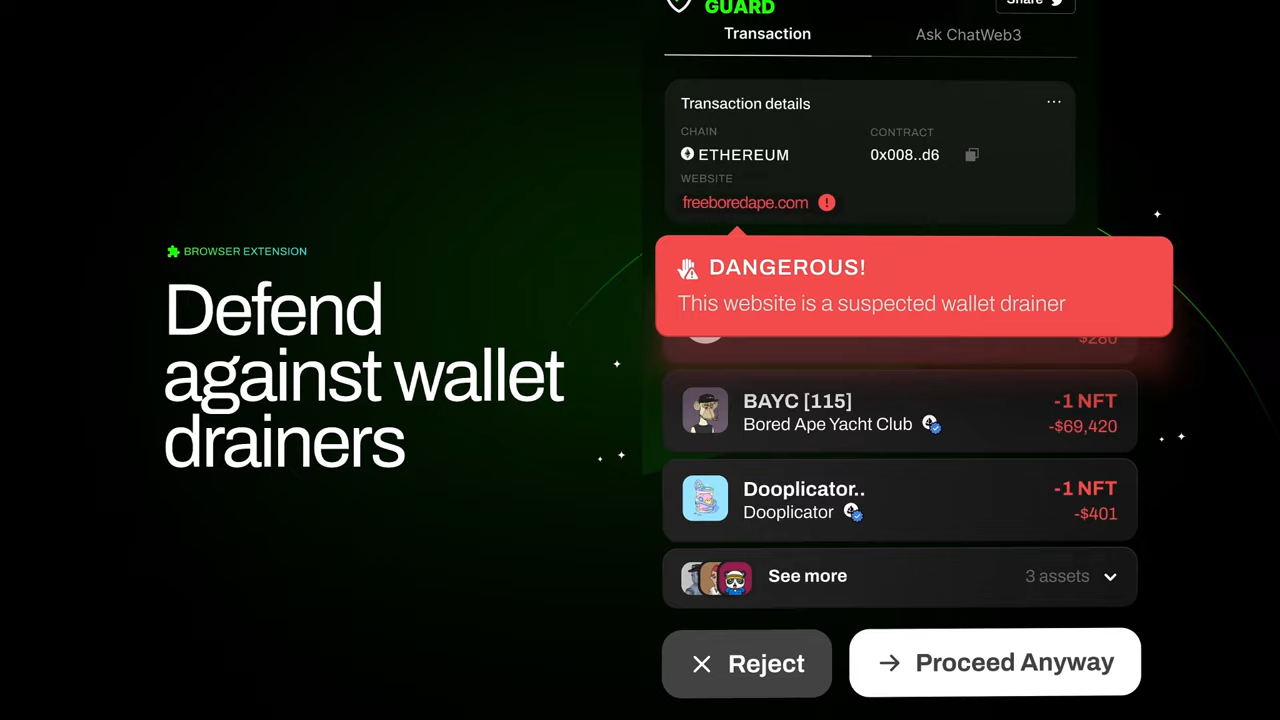 GUARD
Share
Transaction
Ask ChatWeb3
Transaction details
...
CHAIN
CONTRACT
ETHEREUM
0x008..d6
WEBSITE
freeboredape.com
DANGEROUS!
This website is a suspected wallet drainer
$280
BROWSER EXTENSION
Defend
against wallet
drainers
BAYC [115]
-1 NFT
Bored Ape Yacht Club
-$69,420
Dooplicator..
-1 NFT
Dooplicator
-$401
See more
3 assets
Reject
Proceed Anyway